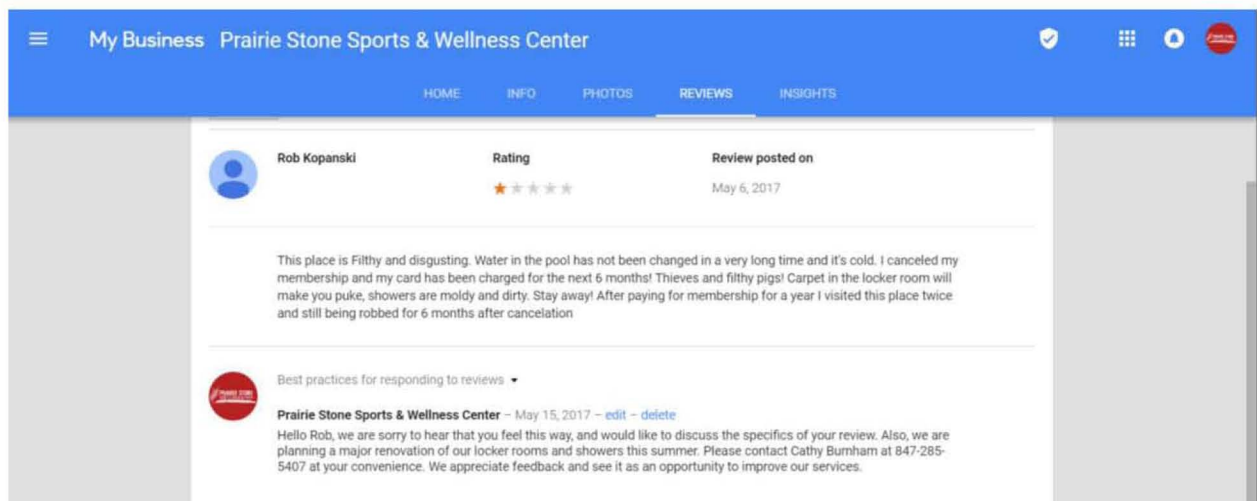 My Business Prairie Stone Sports & Wellness Center
HOME INFO PHOTOS REVIEWS INSIGHTS
Rob Kopanski Rating Review posted on
May 6, 2017
This place is Filthy and disgusting. Water in the pool has not been changed in a very long time and it's cold. I canceled my
membership and my card has been charged for the next 6 months! Thieves and filthy pigs! Carpet in the locker room will
make you puke, showers are moldy and dirty. Stay away! After paying for membership for a year I visited this place twice
and still being robbed for 6 months after cancelation
Best practices for responding to reviews
Prairie Stone Sports & Wellness Center - May 15, 2017 - edit - delete
Hello Rob, we are sorry to hear that you feel this way, and would like to discuss the specifics of your review. Also, we are
planning a major renovation of our locker rooms and showers this summer. Please contact Cathy Burnham at 847-285-
5407 at your convenience. We appreciate feedback and see it as an opportunity to improve our services.